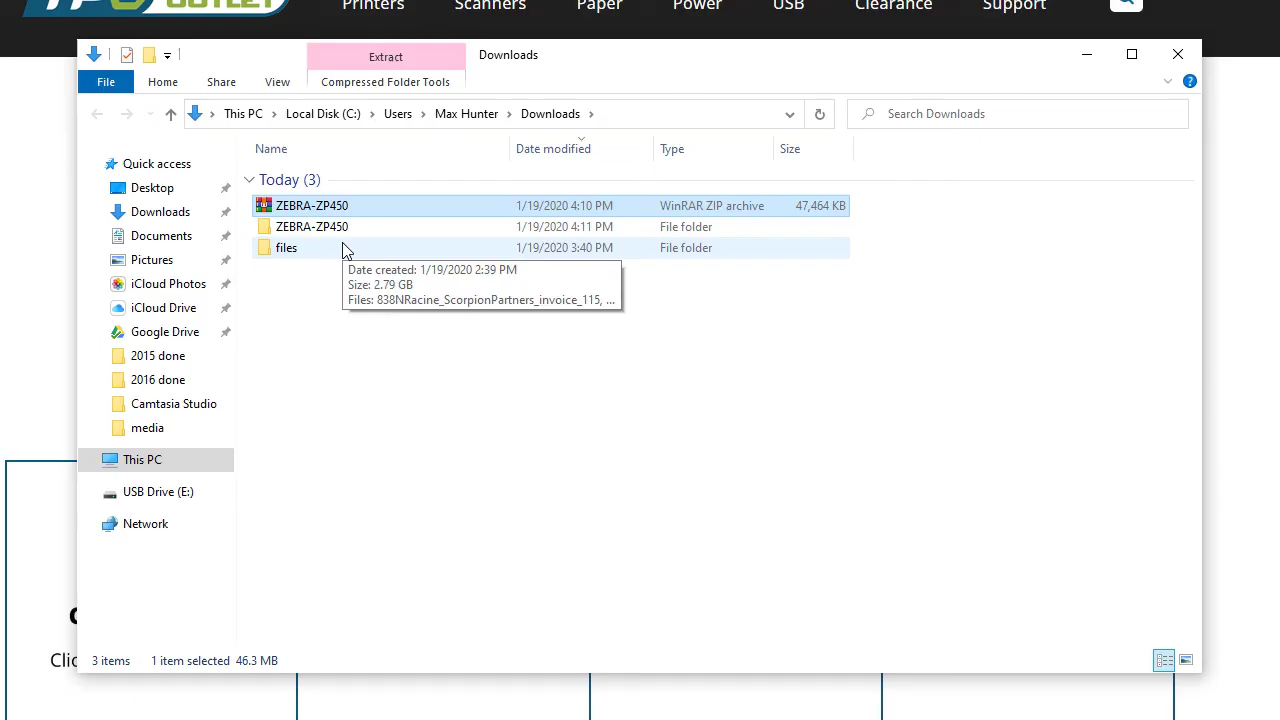 OUTLET
Printers Scanners Paper Power USB Clearance Support
Extract Downloads
File Home Share View Compressed Folder Tools
This PC Local Disk (C:) Users Max Hunter Downloads Search Downloads
Name Date modified Type Size
Today (3)
ZEBRA-ZP450 1/19/2020 4:10 PM WinRAR ZIP archive 47,464 KB
ZEBRA-ZP450 1/19/2020 4:11 PM File folder
files 1/19/2020 3:40 PM File folder
Date created: 1/19/2020 2:39 PM
Size: 2.79 GB
Files: 838NRacine_ScorpionPartners_invoice_115, ...
Quick access
Desktop
Downloads
Documents
Pictures
iCloud Photos
iCloud Drive
Google Drive
2015 done
2016 done
Camtasia Studio
media
This PC
USB Drive (E:)
Network
Clic
3 items 1 item selected 46.3 MB